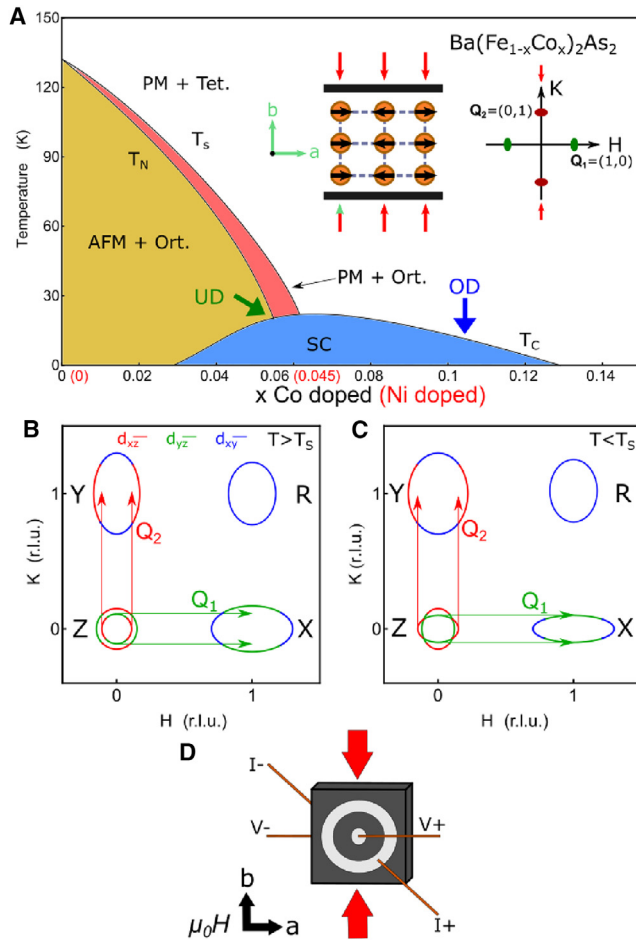 A
150
120
90
60
30
0
Temperature (K)
PM + Tet.
Ba(Fe1-xCox)2As2
b
a
K
Q2=(0,1)
H
Q1=(1,0)
TN
Ts
AFM + Ort.
PM + Ort.
UD
OD
SC
TC
0 (0) 0.02 0.04 0.06 (0.045) 0.08 0.1 0.12 0.14
x Co doped (Ni doped)
B
dxz dyz dxy T>TS
Y
R
Q2
1
K (r.l.u.)
Q1
Z
X
0
0 1
H (r.l.u.)
C
T<TS
Y
R
Q2
1
K (r.l.u.)
Q1
Z
X
0
0 1
H (r.l.u.)
D
I-
V-
V+
I+
b
μ0H
a